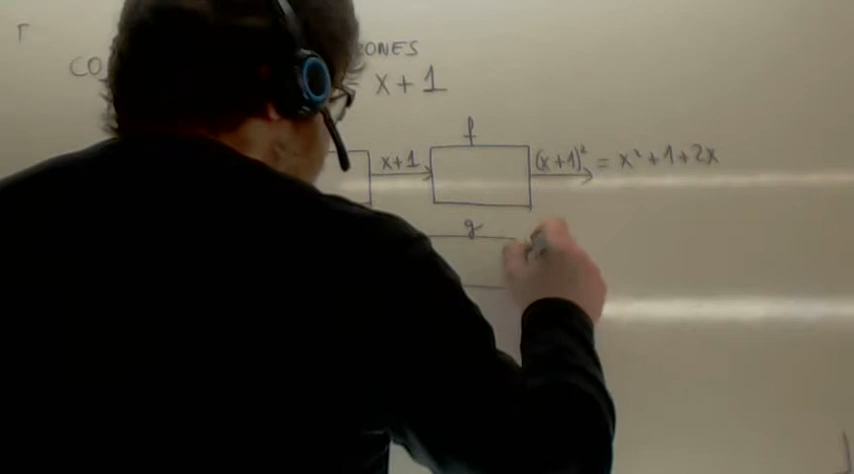 CO ONES
= x+1
f
x+1 (x+1)² = x²+1+2x
g